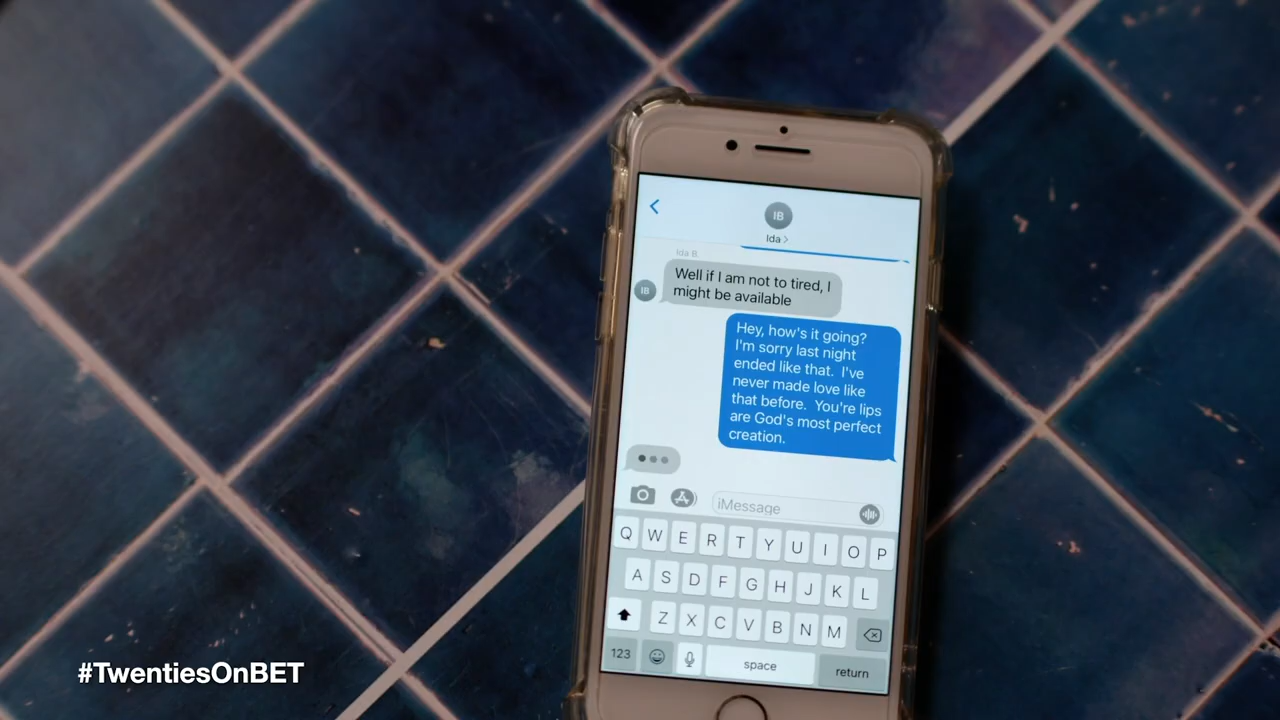 IB
Ida >
Ida B.
IB
Well if I am not to tired, I
might be available
Hey, how's it going?
I'm sorry last night
ended like that.  I've
never made love like
that before.  You're lips
are God's most perfect
creation.
iMessage
Q W E R T Y U I O P
A S D F G H J K L
Z X C V B N M
123 space return
#TwentiesOnBET